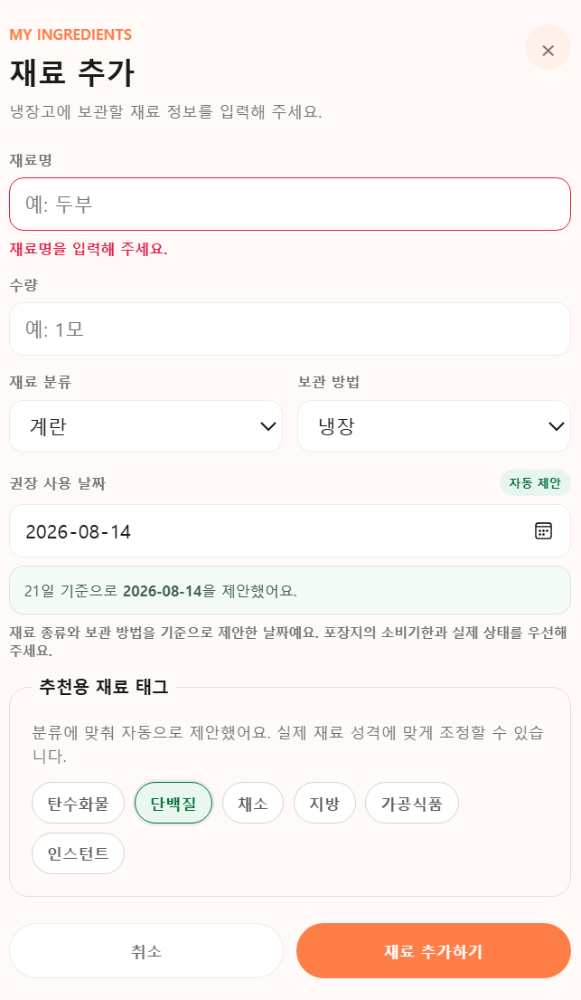 MY INGREDIENTS
×
재료 추가
냉장고에 보관할 재료 정보를 입력해 주세요.
재료명
예: 두부
재료명을 입력해 주세요.
수량
예: 1모
재료 분류
보관 방법
계란
냉장
권장 사용 날짜
자동 제안
2026-08-14
21일 기준으로 2026-08-14을 제안했어요.
재료 종류와 보관 방법을 기준으로 제안한 날짜예요. 포장지의 소비기한과 실제 상태를 우선해
주세요.
추천용 재료 태그
분류에 맞춰 자동으로 제안했어요. 실제 재료 성격에 맞게 조정할 수 있습
니다.
탄수화물
단백질
채소
지방
가공식품
인스턴트
취소
재료 추가하기